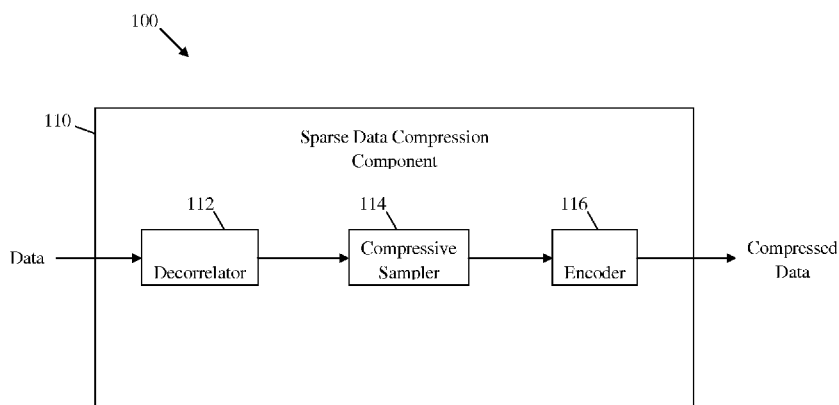 100
110
Sparse Data Compression
Component
112
114
116
Data
Decorrelator
Compressive
Sampler
Encoder
Compressed
Data